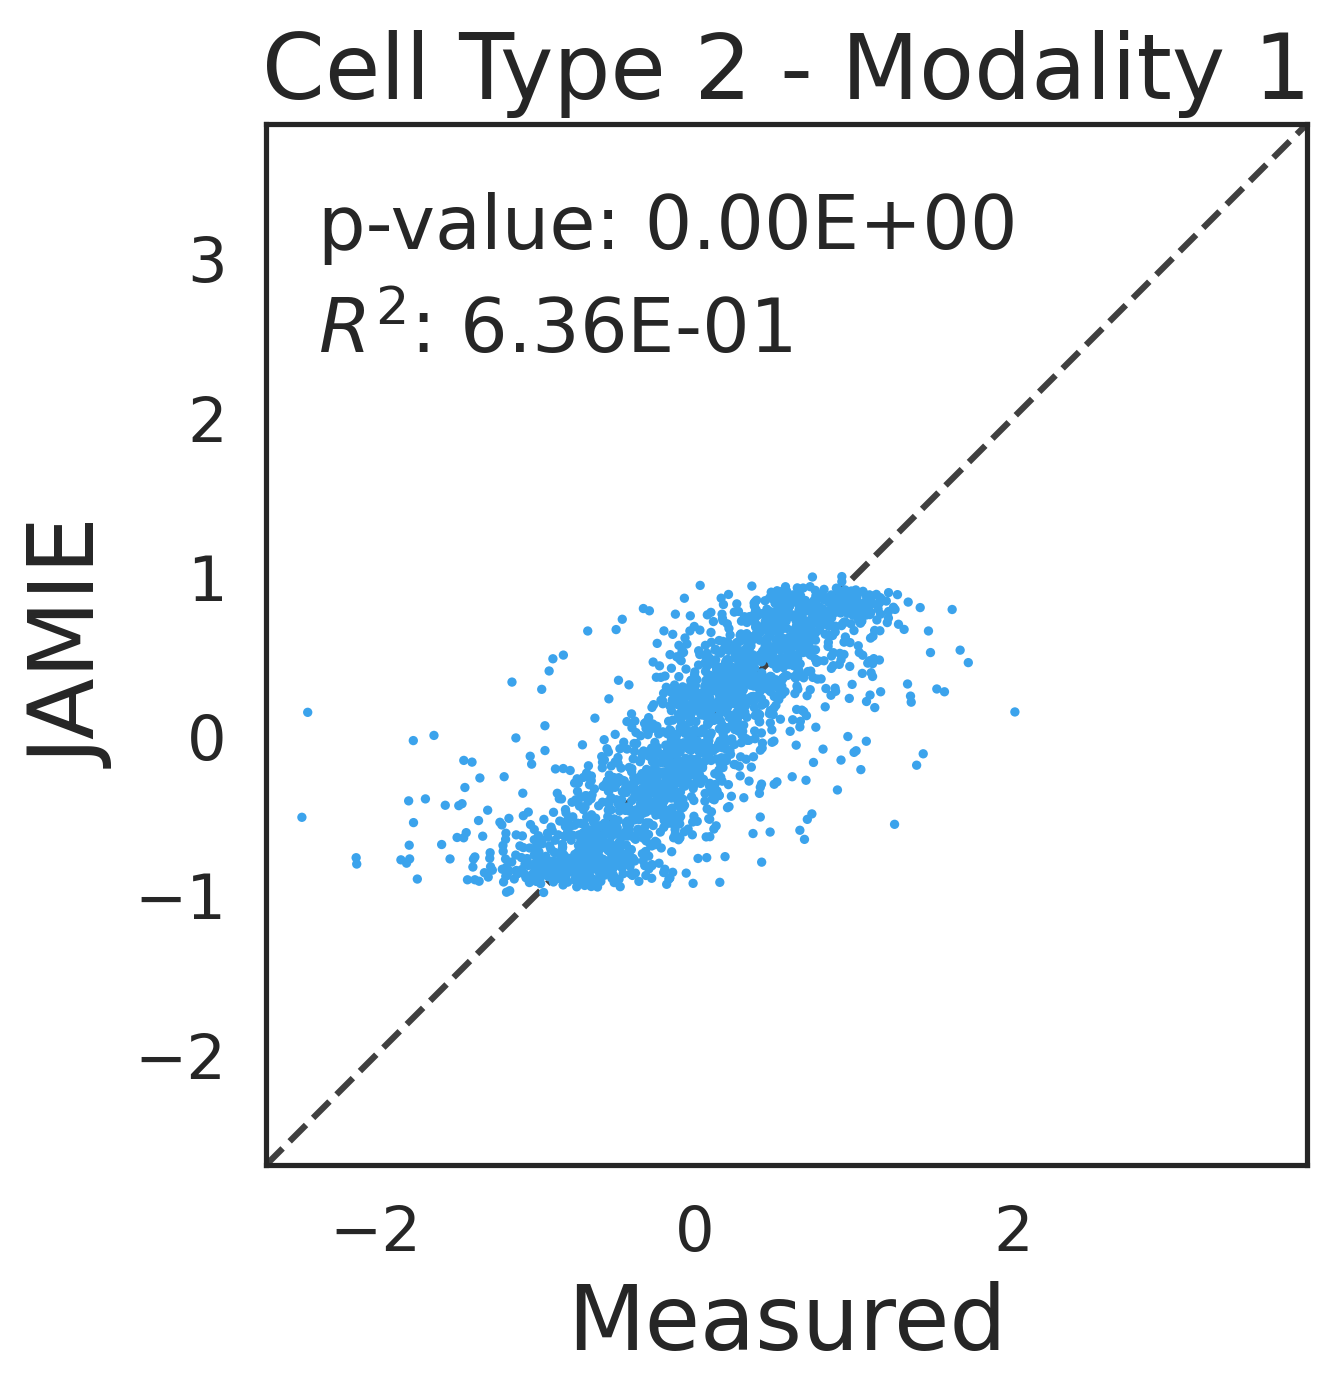 Cell Type 2 - Modality 1
p-value: 0.00E+00
R²: 6.36E-01
JAMIE
3
2
1
0
−1
−2
−2 0 2
Measured